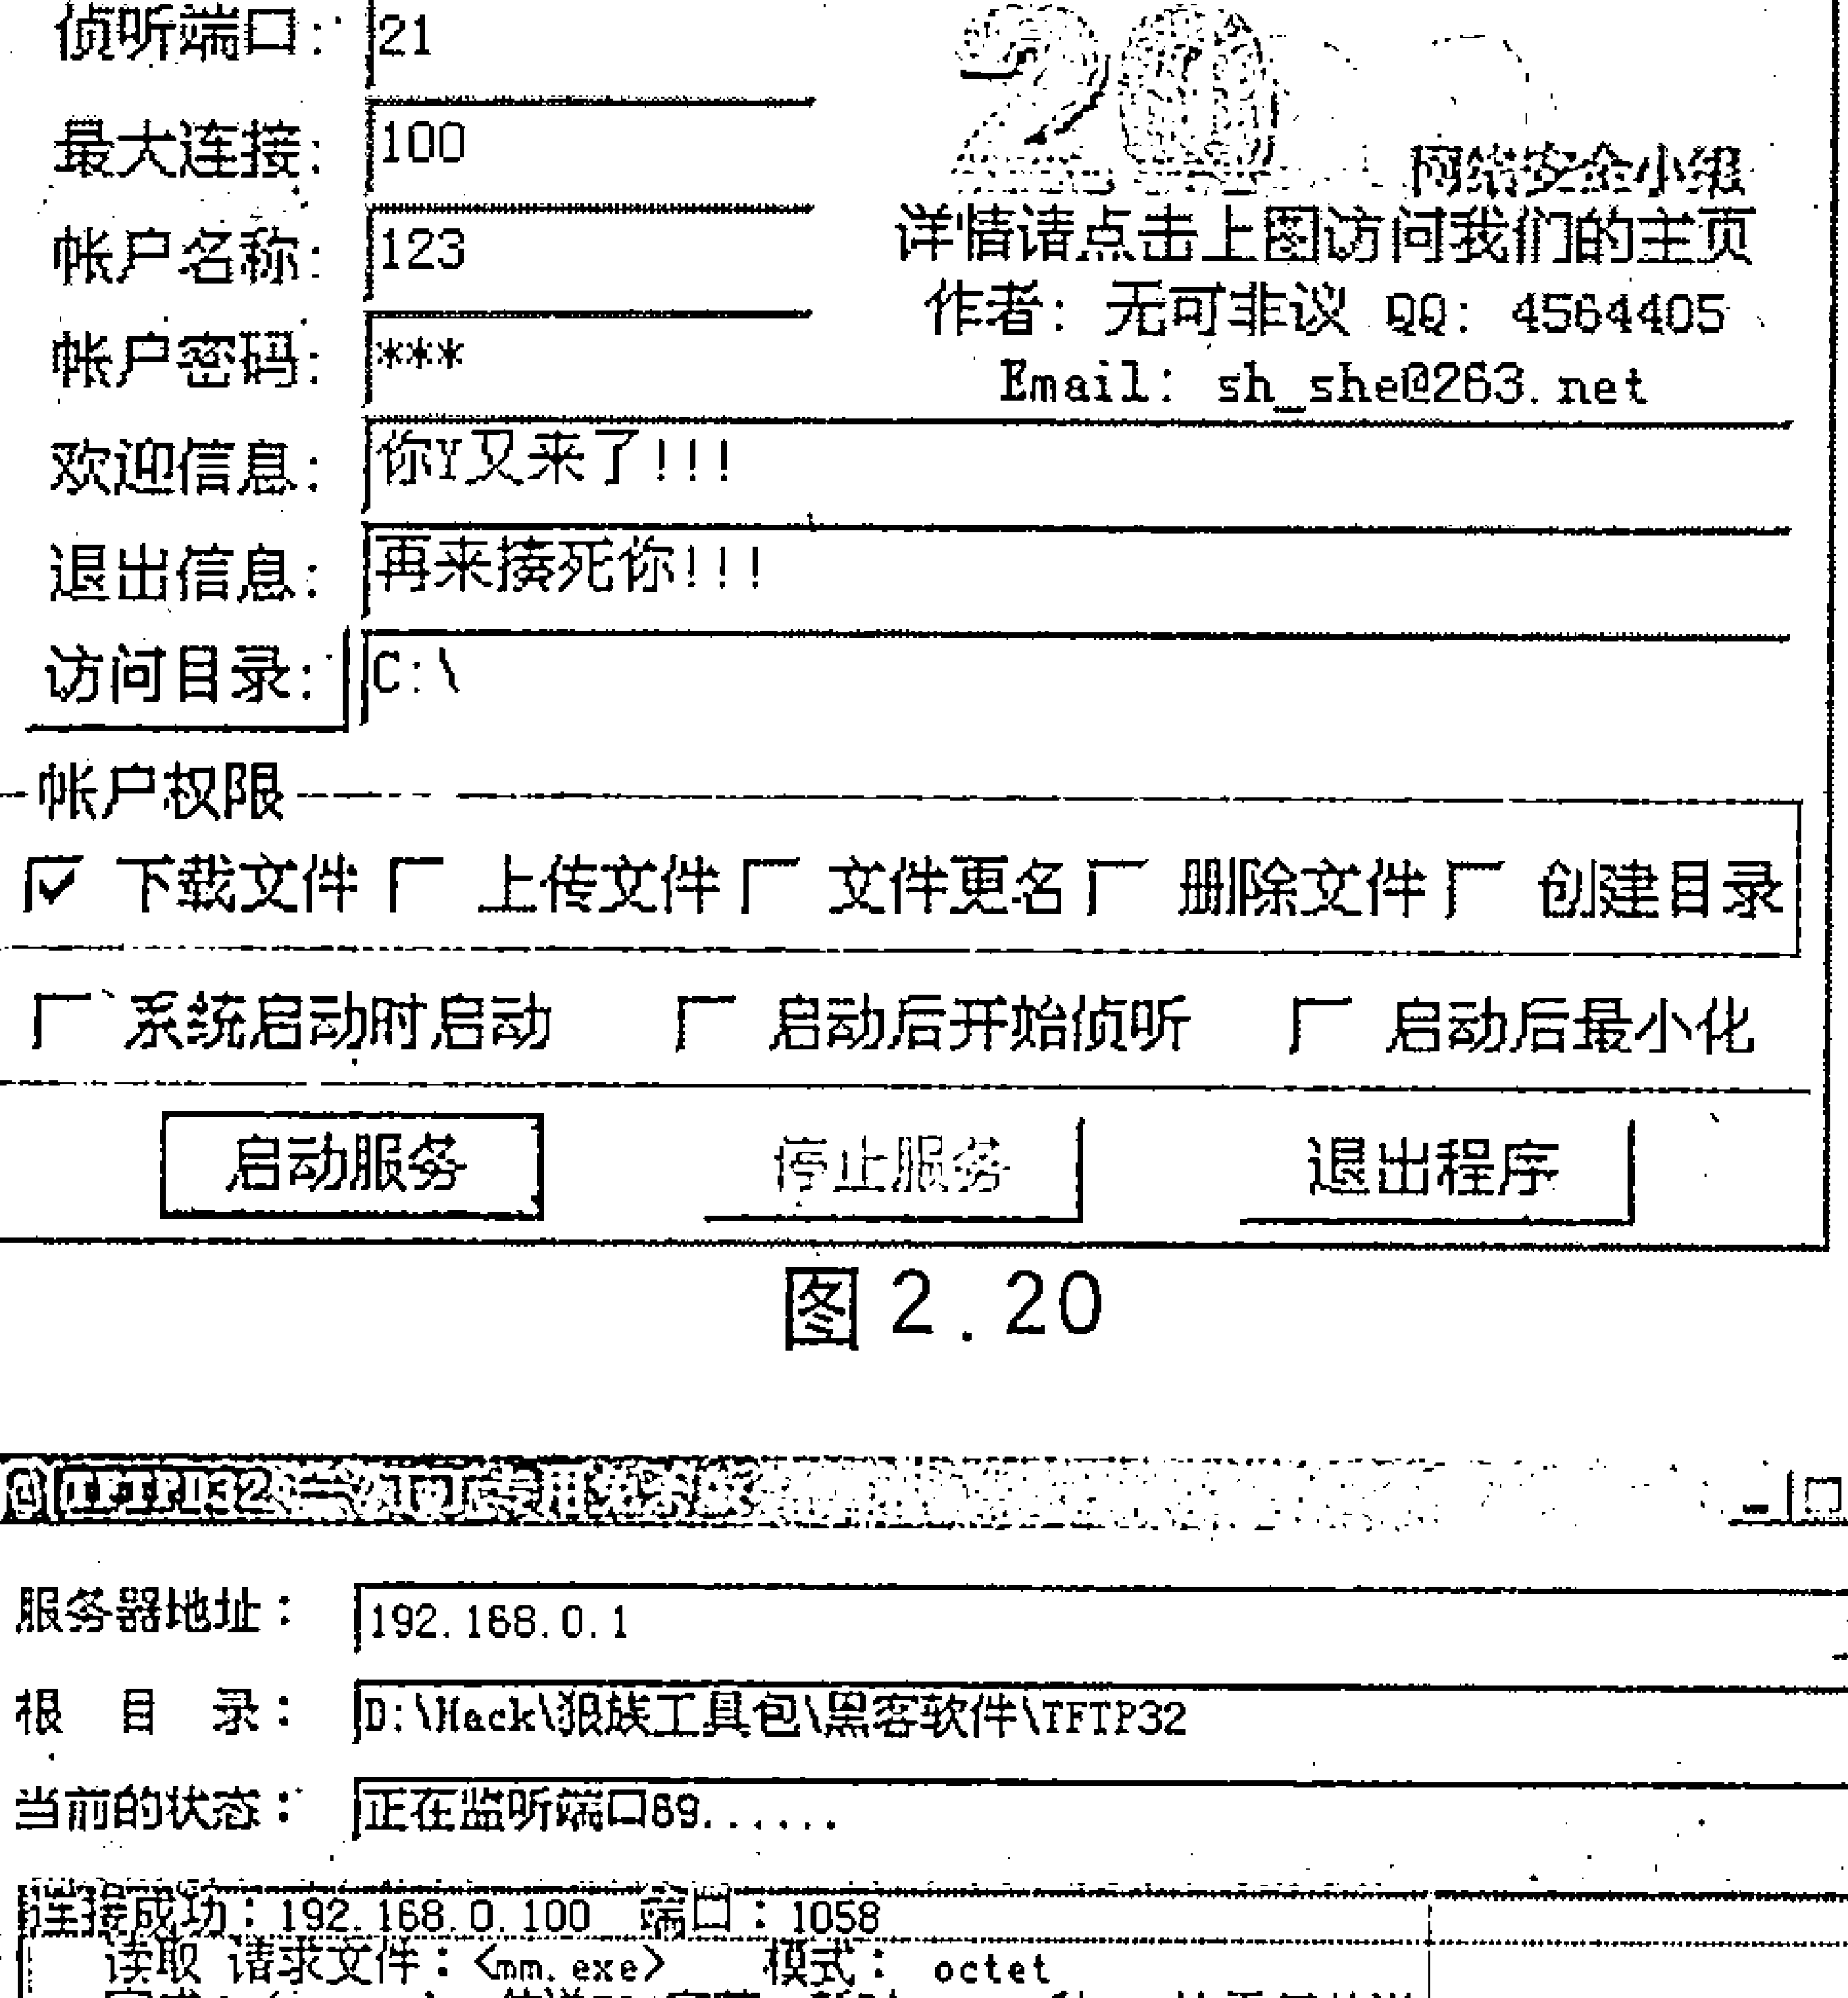 侦听端口: 21
最大连接: 100
网络安全小组
帐户名称: 123
详情请点击上图访问我们的主页
作者: 无可非议 QQ: 4564405
帐户密码: ***
Email: sh_she@263.net
欢迎信息: 你Y又来了!!!
退出信息: 再来揍死你!!!
访问目录: C:\
帐户权限
下载文件 上传文件 文件更名 删除文件 创建目录
系统启动时启动 启动后开始侦听 启动后最小化
启动服务 停止服务 退出程序
图 2.20
TFTPD32
服务器地址: 192.168.0.1
根 目 录: D:\Hack\狼族工具包\黑客软件\TFTP32
当前的状态: 正在监听端口69......
连接成功: 192.168.0.100 端口: 1058
读取 请求文件: <mm.exe> 模式: octet